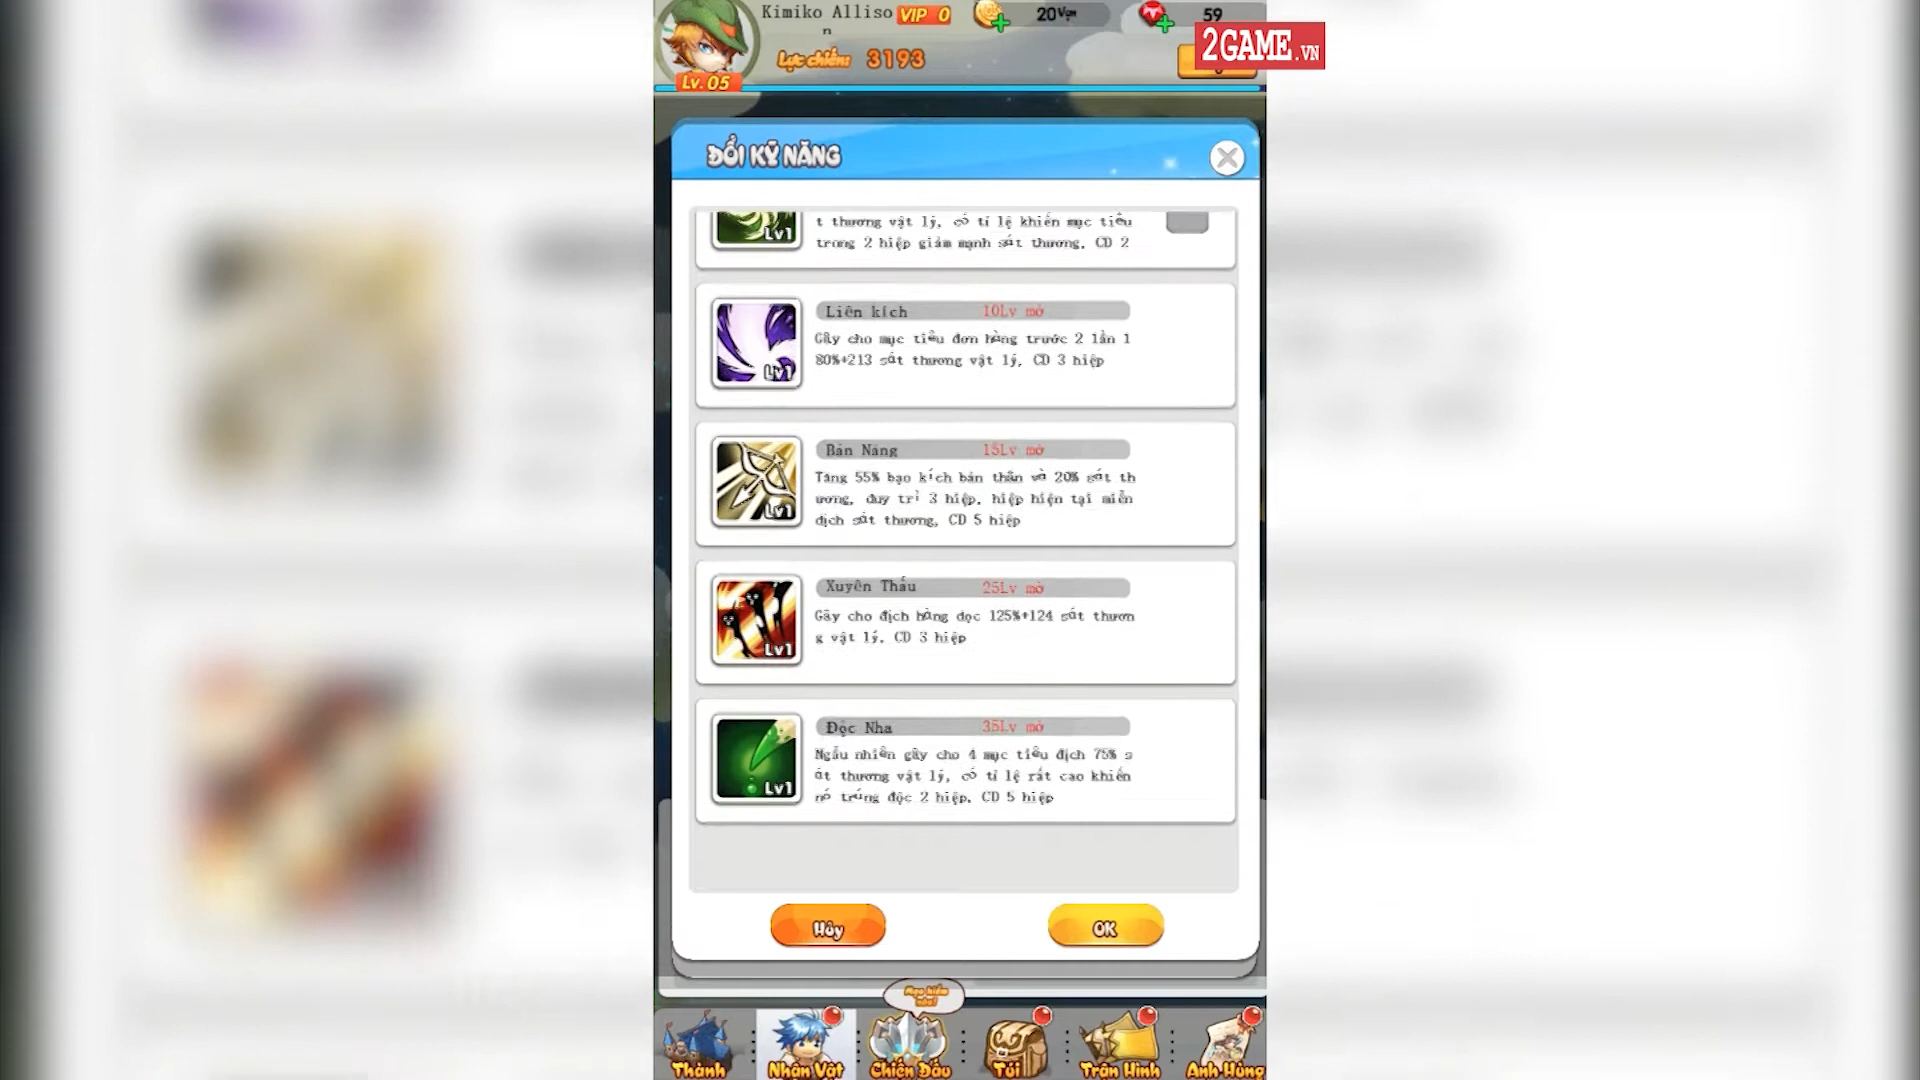 Kimiko Alliso
n
VIP 0
20Vạn
59
2GAME.VN
Lực chiến: 3193
Lv. 05
ĐỔI KỸ NĂNG
t thương vật lý, có tỉ lệ khiến mục tiêu
trong 2 hiệp giảm mạnh sát thương, CD 2
Lv1
Liên kích 10Lv mở
Gây cho mục tiêu đơn hàng trước 2 lần 1
80%+213 sát thương vật lý, CD 3 hiệp
Lv1
Bản Năng 15Lv mở
Tăng 55% bạo kích bản thân và 20% sát th
ương, duy trì 3 hiệp, hiệp hiện tại miễn
dịch sát thương, CD 5 hiệp
Lv1
Xuyên Thấu 25Lv mở
Gây cho địch hàng dọc 125%+124 sát thươn
g vật lý, CD 3 hiệp
Lv1
Độc Nha 35Lv mở
Ngẫu nhiên gây cho 4 mục tiêu địch 75% s
át thương vật lý, có tỉ lệ rất cao khiến
nó trúng độc 2 hiệp, CD 5 hiệp
Lv1
Hủy
OK
Mạo hiểm
nào!
Thành
Nhân Vật
Chiến Đấu
Túi
Trận Hình
Anh Hùng